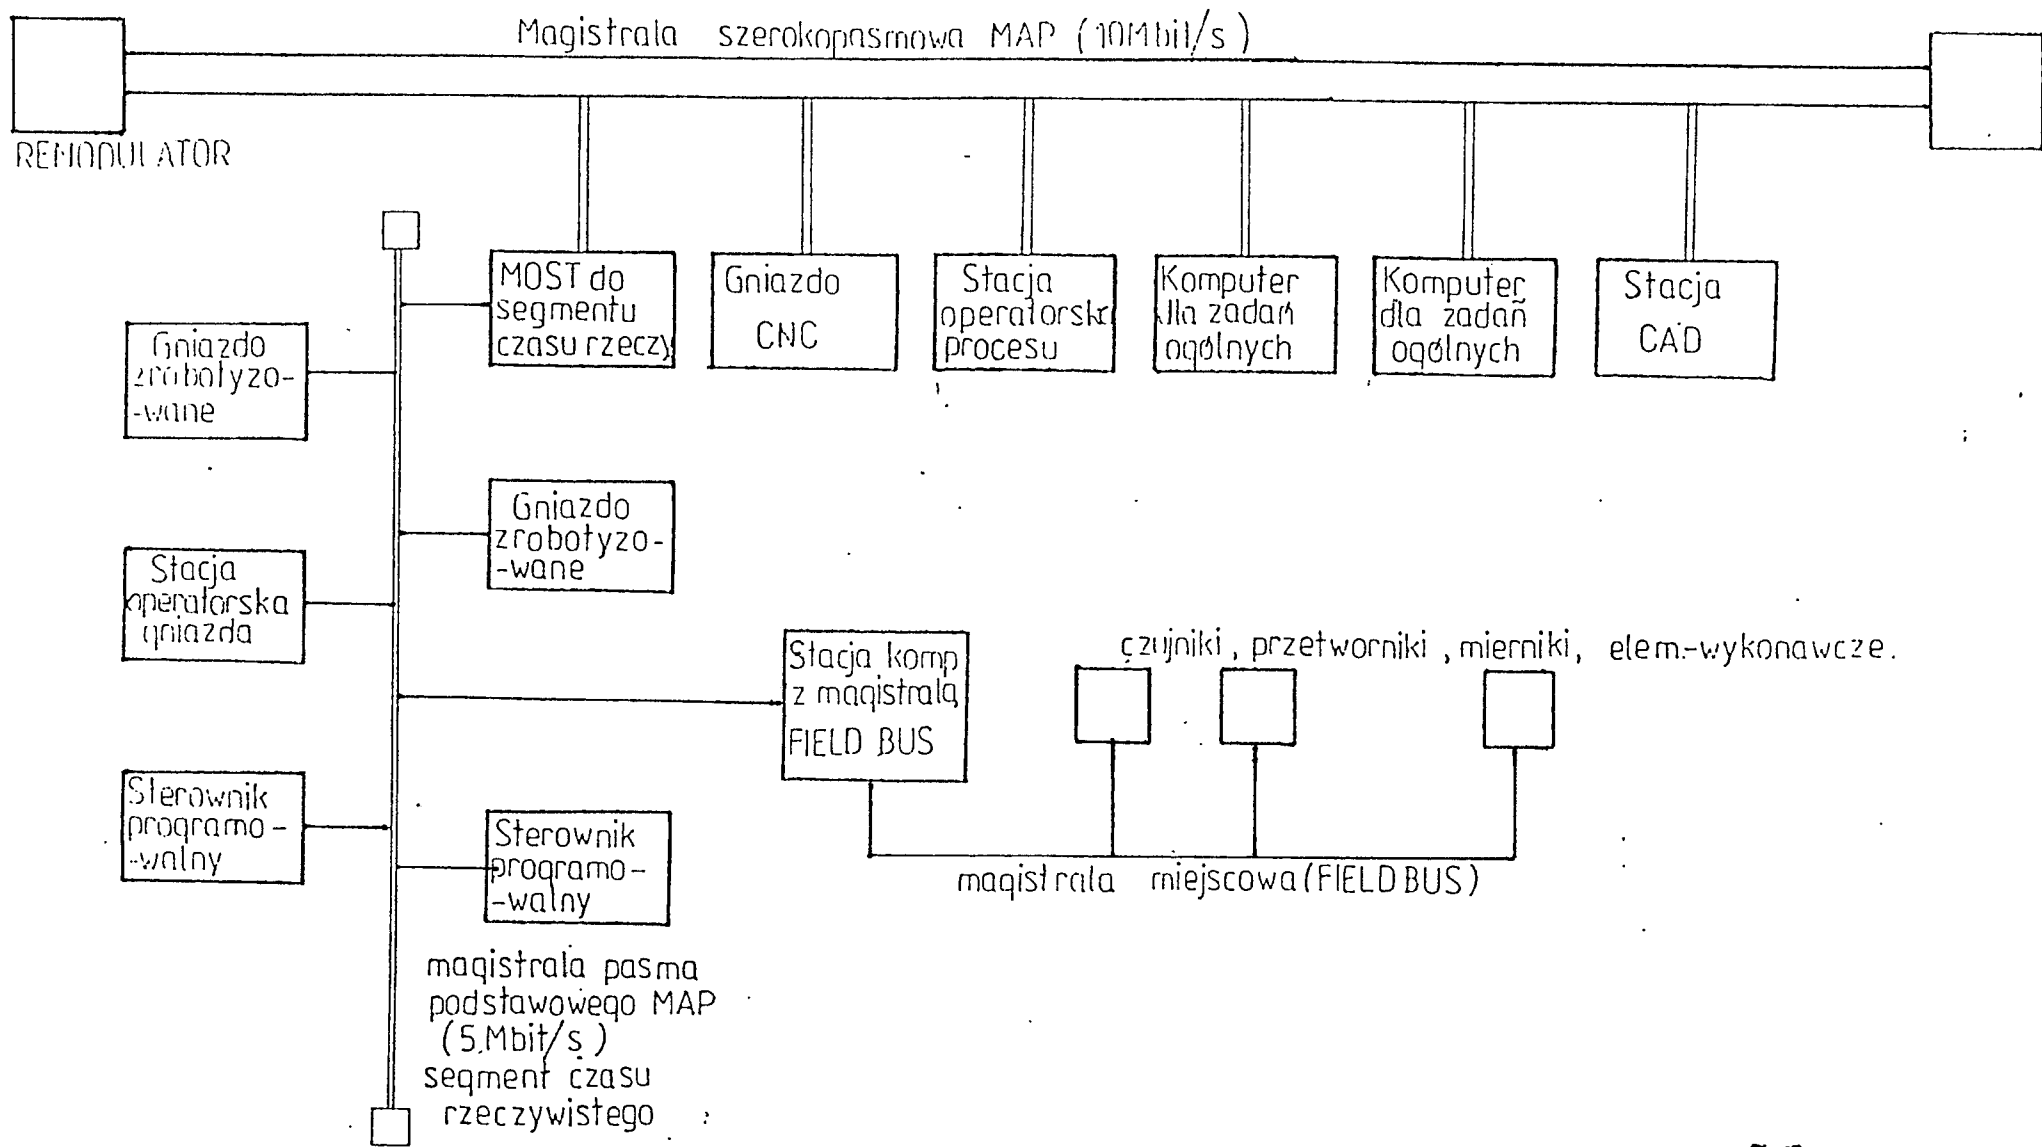 Magistrala szerokopasmowa MAP (10Mbil/s)
REMODULATOR
MOST do
segmentu
czasu rzeczy
Gniazdo
CNC
Stacja
operatorska
procesu
Komputer
dla zadań
ogólnych
Komputer
dla zadań
ogólnych
Stacja
CAD
Gniazdo
zrobotyzo-
-wane
Gniazdo
zrobotyzo-
-wane
Stacja
operatorska
gniazda
Stacja komp
z magistralą
FIELD BUS
czujniki, przetworniki, mierniki, elem.-wykonawcze.
Sterownik
programo-
-walny
Sterownik
programo-
-walny
magistrala miejscowa (FIELD BUS)
magistrala pasma
podstawowego MAP
(5.Mbit/s)
segment czasu
rzeczywistego